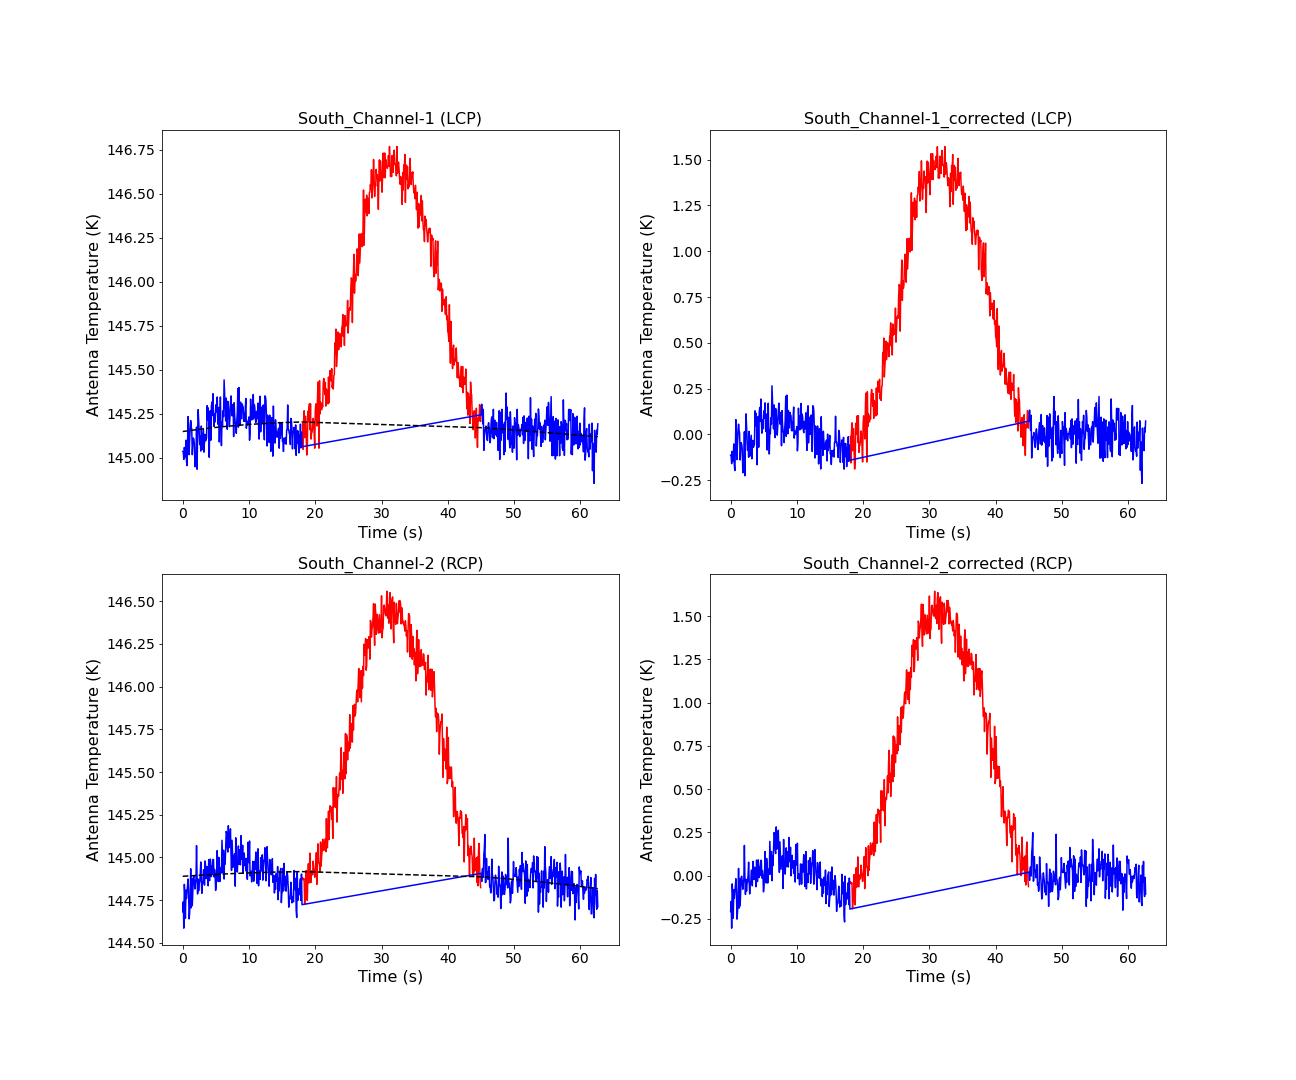 South_Channel-1 (LCP)
146.75
146.50
146.25
146.00
145.75
145.50
145.25
145.00
Antenna Temperature (K)
0 10 20 30 40 50 60
Time (s)
South_Channel-1_corrected (LCP)
1.50
1.25
1.00
0.75
0.50
0.25
0.00
−0.25
Antenna Temperature (K)
0 10 20 30 40 50 60
Time (s)
South_Channel-2 (RCP)
146.50
146.25
146.00
145.75
145.50
145.25
145.00
144.75
144.50
Antenna Temperature (K)
0 10 20 30 40 50 60
Time (s)
South_Channel-2_corrected (RCP)
1.50
1.25
1.00
0.75
0.50
0.25
0.00
−0.25
Antenna Temperature (K)
0 10 20 30 40 50 60
Time (s)